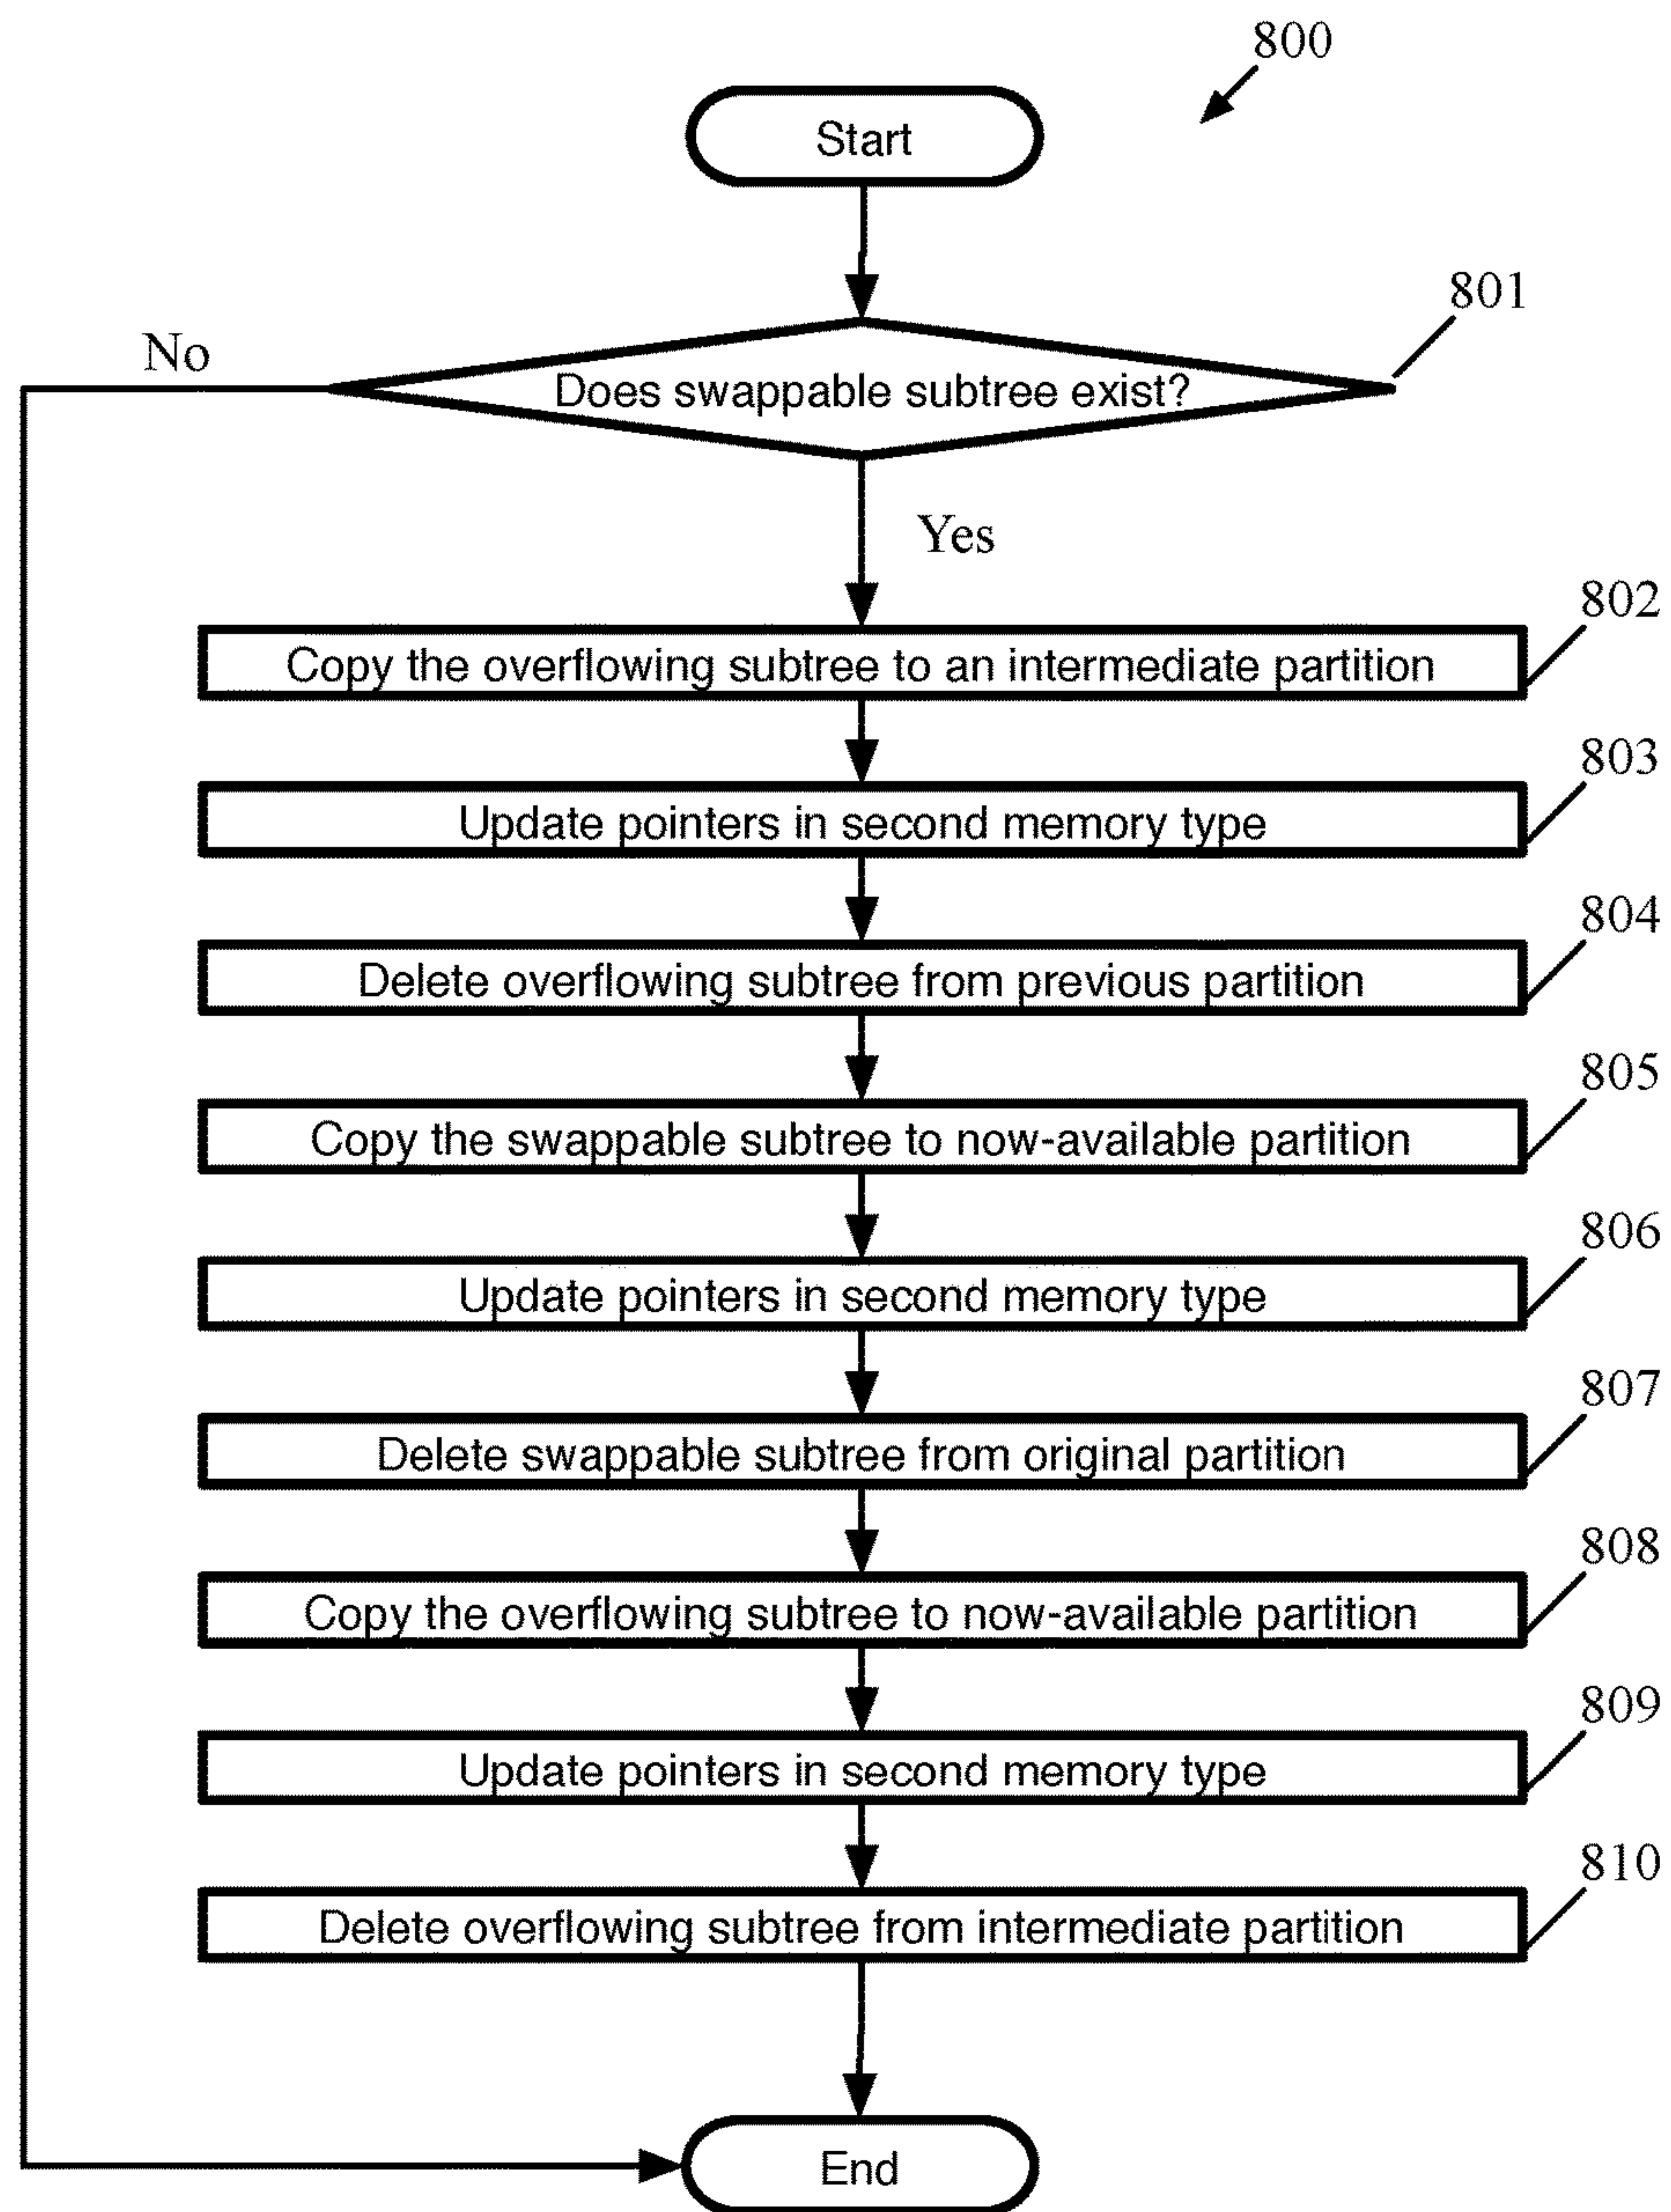 800
Start
801
No
Does swappable subtree exist?
Yes
802
Copy the overflowing subtree to an intermediate partition
803
Update pointers in second memory type
804
Delete overflowing subtree from previous partition
805
Copy the swappable subtree to now-available partition
806
Update pointers in second memory type
807
Delete swappable subtree from original partition
808
Copy the overflowing subtree to now-available partition
809
Update pointers in second memory type
810
Delete overflowing subtree from intermediate partition
End